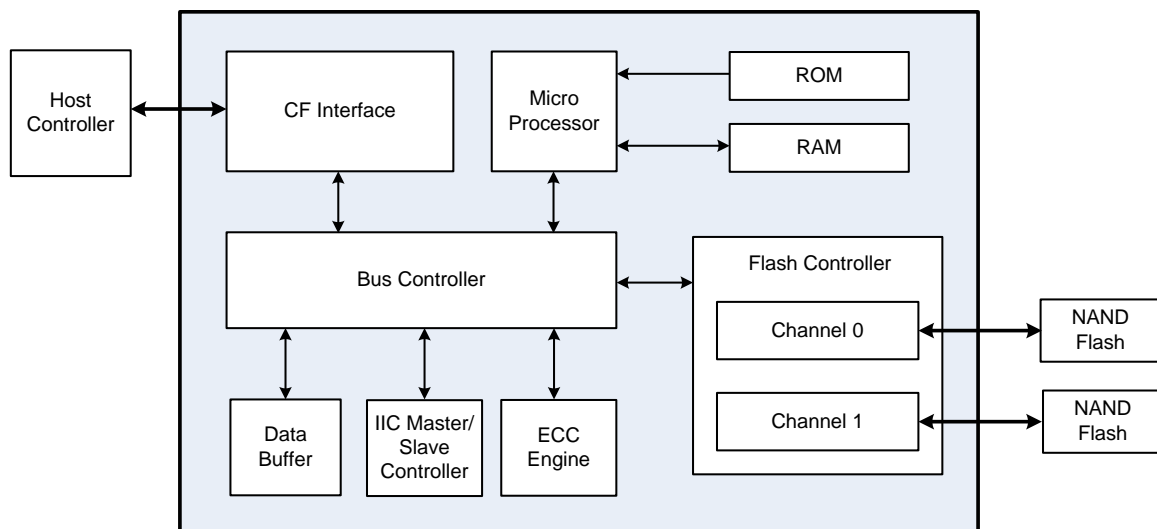 Host
Controller
CF Interface
Micro
Processor
ROM
RAM
Bus Controller
Flash Controller
Channel 0
Channel 1
NAND
Flash
NAND
Flash
Data
Buffer
IIC Master/
Slave
Controller
ECC
Engine